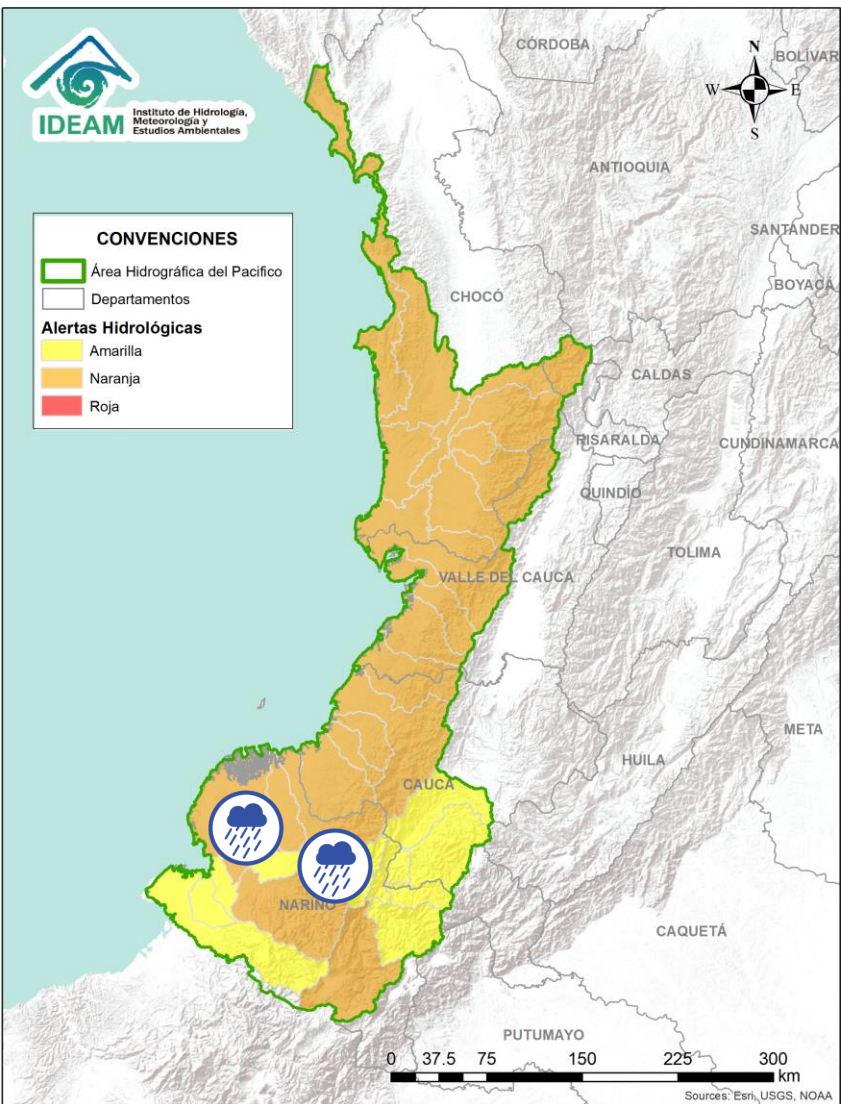 IDEAM
Instituto de Hidrología,
Meteorología y
Estudios Ambientales
CÓRDOBA
BOLÍVAR
N
W
E
S
ANTIOQUIA
SANTANDER
BOYACÁ
CONVENCIONES
Área Hidrográfica del Pacifico
Departamentos
Alertas Hidrológicas
Amarilla
Naranja
Roja
CHOCÓ
CALDAS
RISARALDA
CUNDINAMARCA
QUINDÍO
TOLIMA
VALLE DEL CAUCA
META
HUILA
CAUCA
NARIÑO
CAQUETÁ
PUTUMAYO
0 37.5 75 150 225 300
km
Sources: Esri, USGS, NOAA